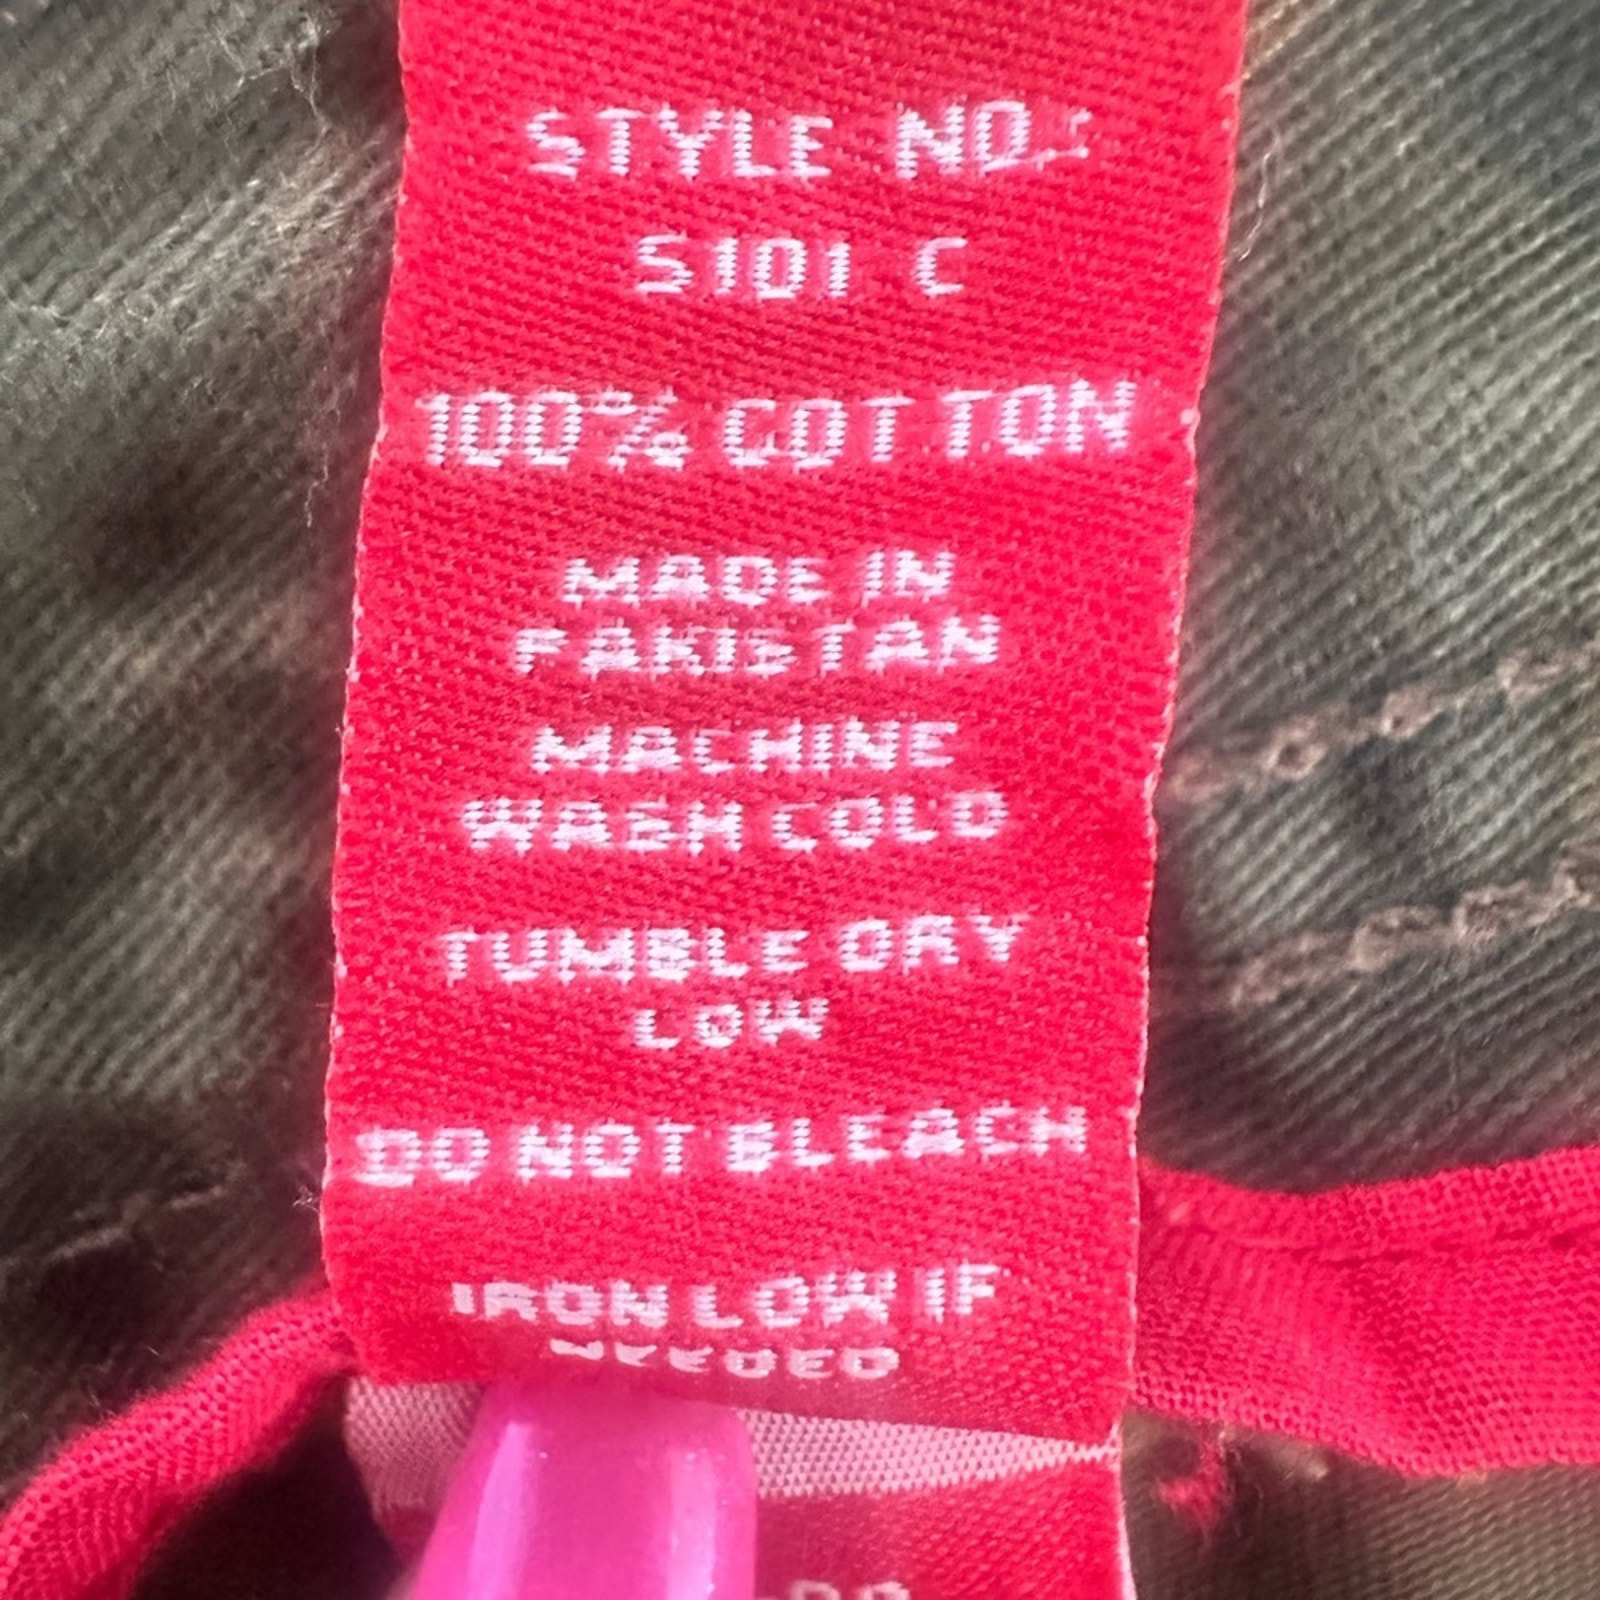 STYLE NO.:
5101 C
100% COTTON
MADE IN
PAKISTAN
MACHINE
WASH COLD
TUMBLE DRY
LOW
DO NOT BLEACH
IRON LOW IF
NEEDED